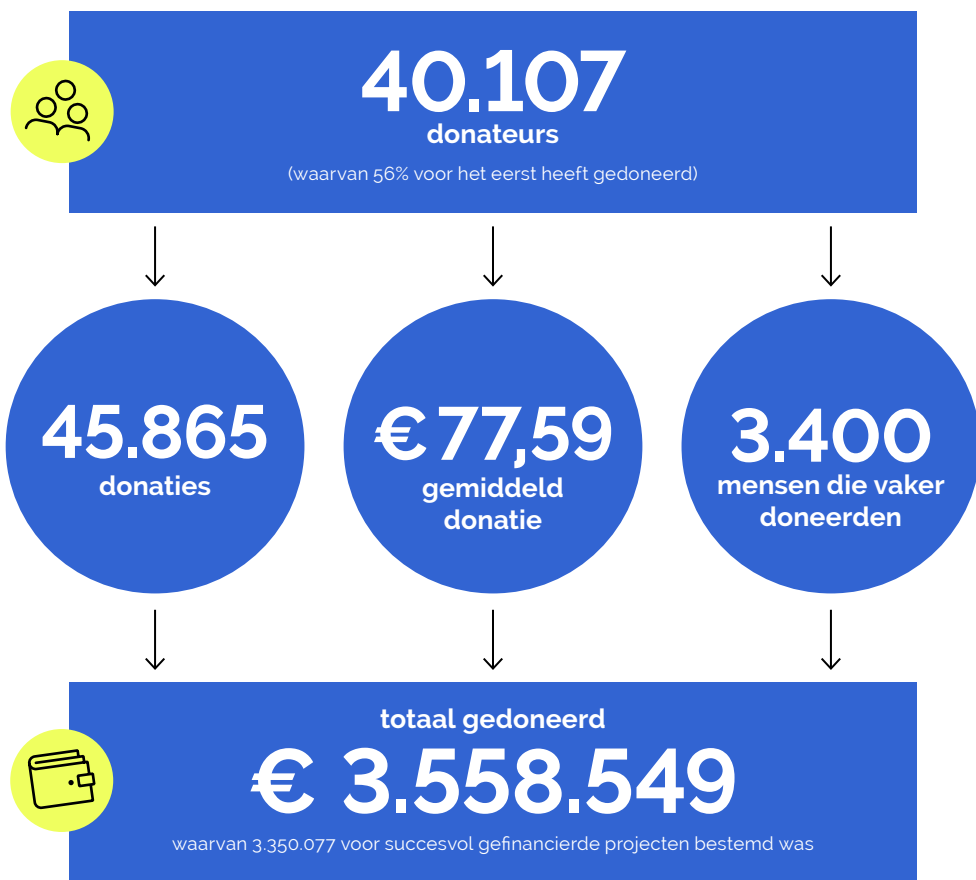 40.107
donateurs
(waarvan 56% voor het eerst heeft gedoneerd)
45.865
donaties
€ 77,59
gemiddeld
donatie
3.400
mensen die vaker
doneerden
totaal gedoneerd
€ 3.558.549
waarvan 3.350.077 voor succesvol gefinancierde projecten bestemd was